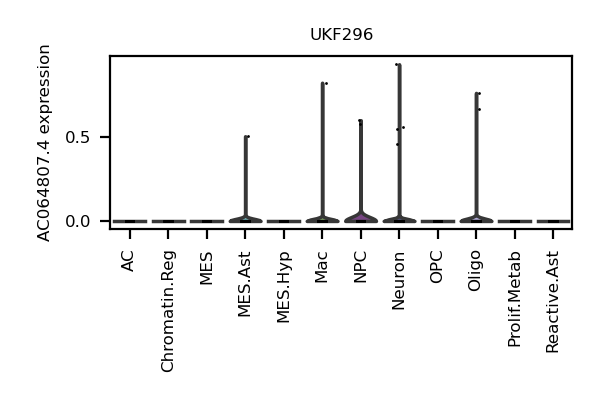 UKF296
AC064807.4 expression
0.5
0.0
AC
Chromatin.Reg
MES
MES.Ast
MES.Hyp
Mac
NPC
Neuron
OPC
Oligo
Prolif.Metab
Reactive.Ast